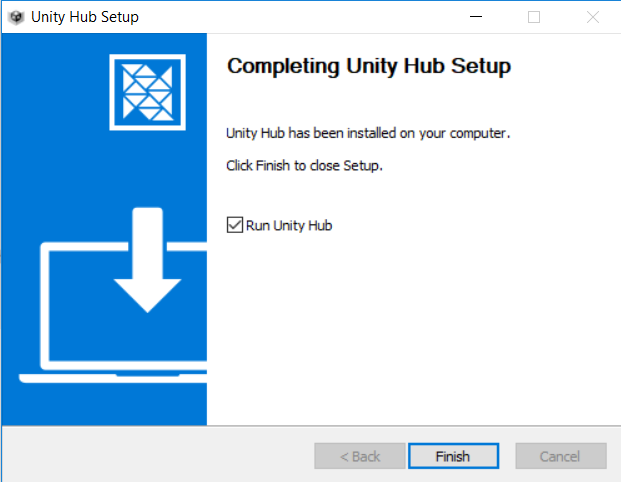 Unity Hub Setup
Completing Unity Hub Setup
Unity Hub has been installed on your computer.
Click Finish to close Setup.
Run Unity Hub
< Back
Finish
Cancel